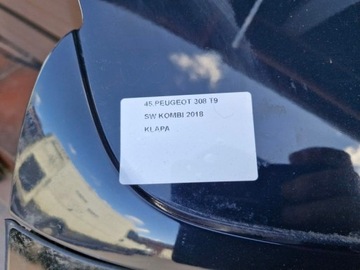 45 PEUGEOT 308 T9
SW KOMBI 2018
KLAPA